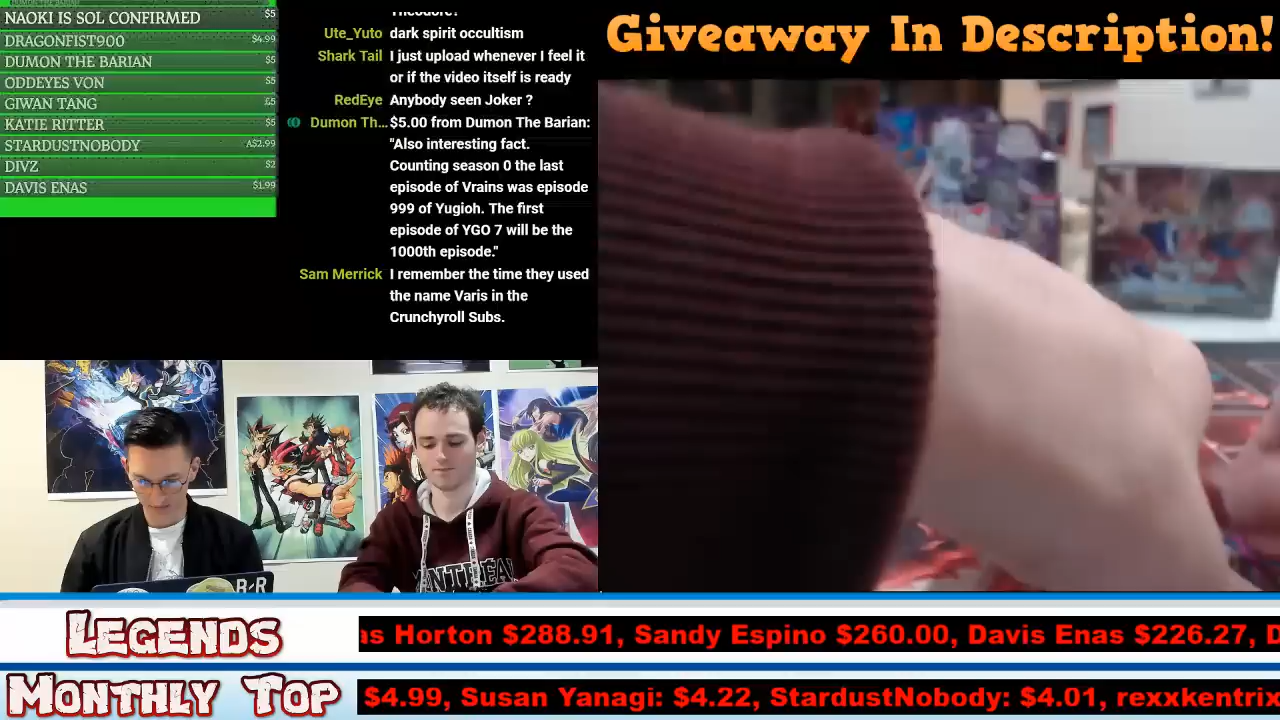 NAOKI IS SOL CONFIRMED $5
DRAGONFIST900 $4.99
DUMON THE BARIAN $5
ODDEYES VON $5
GIWAN TANG £5
KATIE RITTER $5
STARDUSTNOBODY A$2.99
DIVZ $2
DAVIS ENAS $1.99
Theodore?
Ute_Yuto dark spirit occultism
Shark Tail I just upload whenever I feel it
or if the video itself is ready
RedEye Anybody seen Joker ?
Dumon Th... $5.00 from Dumon The Barian:
"Also interesting fact.
Counting season 0 the last
episode of Vrains was episode
999 of Yugioh. The first
episode of YGO 7 will be the
1000th episode."
Sam Merrick I remember the time they used
the name Varis in the
Crunchyroll Subs.
Giveaway In Description!
B-R
LEGENDS
as Horton $288.91, Sandy Espino $260.00, Davis Enas $226.27, D
MONTHLY TOP
$4.99, Susan Yanagi: $4.22, StardustNobody: $4.01, rexxkentrix